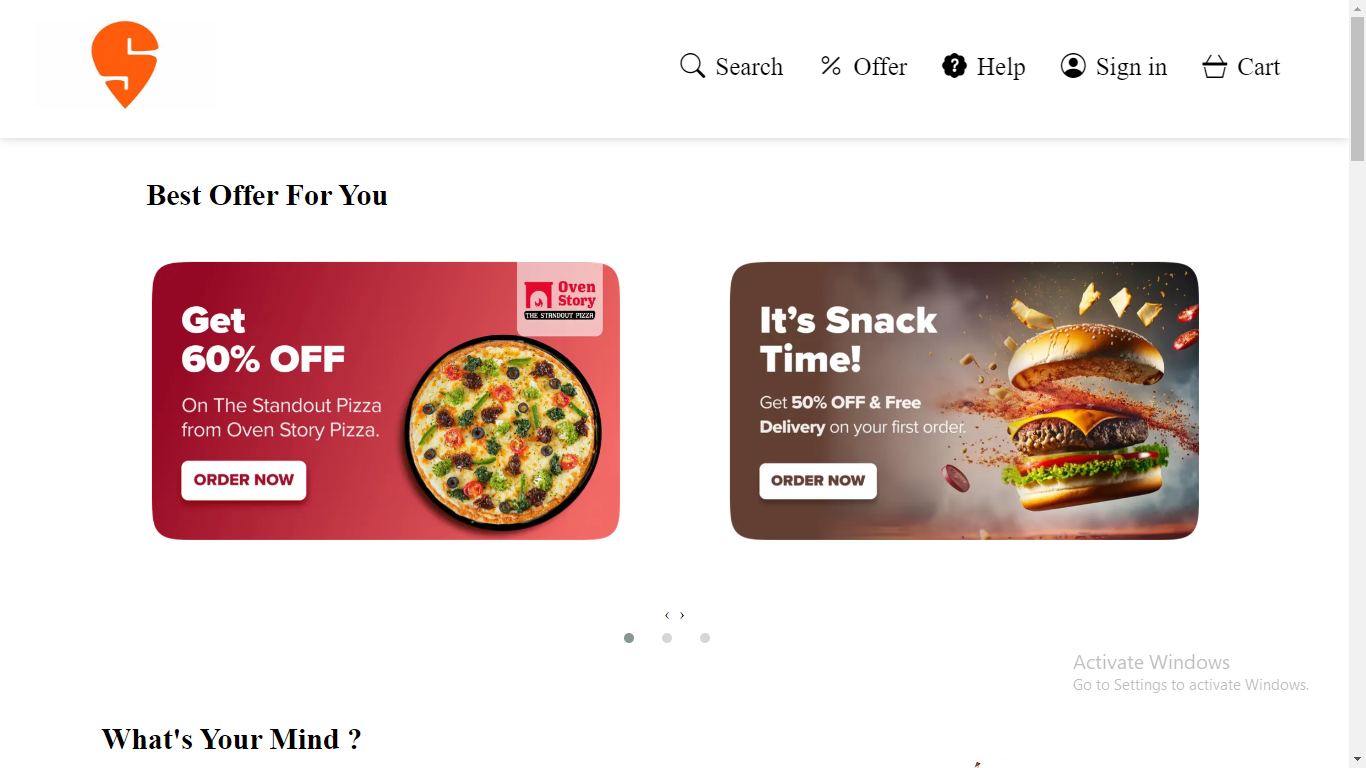 Search Offer Help Sign in Cart
Best Offer For You
Oven
Story
THE STANDOUT PIZZA
Get
60% OFF
On The Standout Pizza
from Oven Story Pizza.
ORDER NOW
It's Snack
Time!
Get 50% OFF & Free
Delivery on your first order.
ORDER NOW
‹ ›
Activate Windows
Go to Settings to activate Windows.
What's Your Mind ?